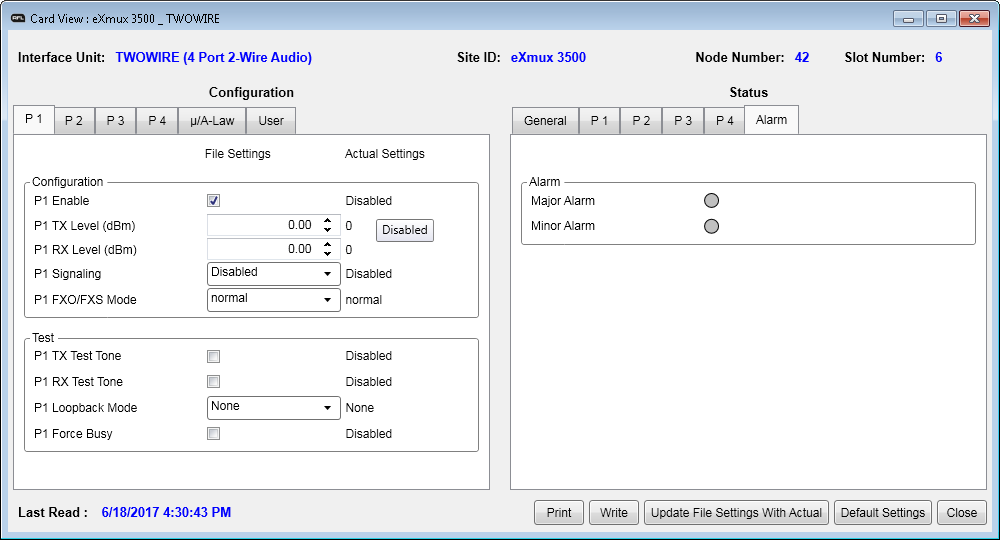 AFL Card View : eXmux 3500 _ TWOWIRE
Interface Unit: TWOWIRE (4 Port 2-Wire Audio) Site ID: eXmux 3500 Node Number: 42 Slot Number: 6
Configuration Status
P 1 P 2 P 3 P 4 µ/A-Law User General P 1 P 2 P 3 P 4 Alarm
File Settings Actual Settings
Configuration
P1 Enable Disabled
P1 TX Level (dBm) 0.00 0 Disabled
P1 RX Level (dBm) 0.00 0
P1 Signaling Disabled Disabled
P1 FXO/FXS Mode normal normal
Test
P1 TX Test Tone Disabled
P1 RX Test Tone Disabled
P1 Loopback Mode None None
P1 Force Busy Disabled
Alarm
Major Alarm
Minor Alarm
Last Read : 6/18/2017 4:30:43 PM Print Write Update File Settings With Actual Default Settings Close